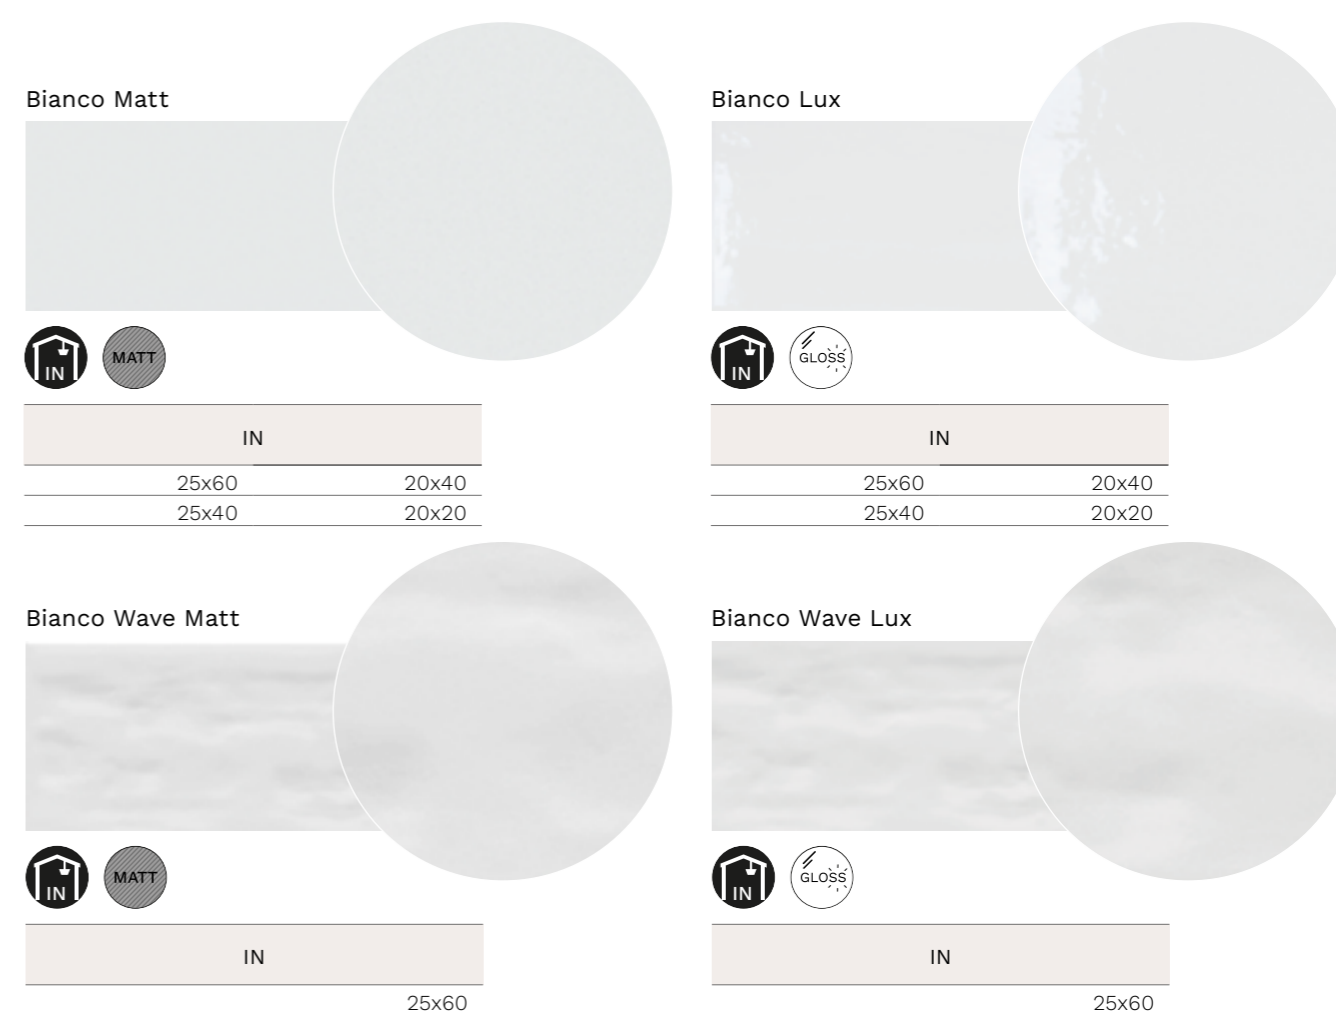 Bianco Matt
IN
MATT
IN
25x60 20x40
25x40 20x20
Bianco Lux
IN
GLOSS
IN
25x60 20x40
25x40 20x20
Bianco Wave Matt
IN
MATT
IN
25x60
Bianco Wave Lux
IN
GLOSS
IN
25x60